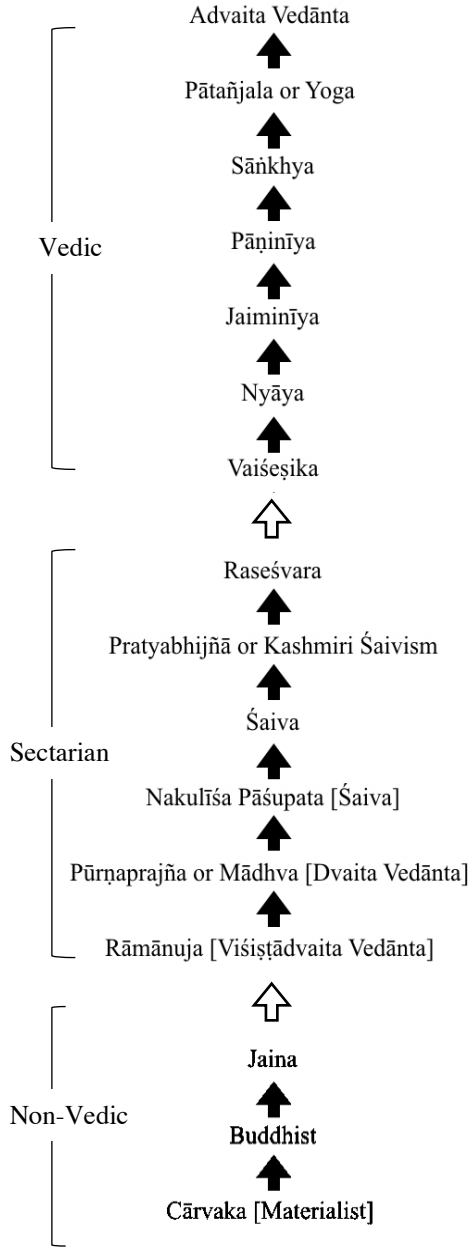 Advaita Vedānta
Pātañjala or Yoga
Sāṅkhya
Pāṇinīya
Vedic
Jaiminīya
Nyāya
Vaiśeṣika
Raseśvara
Pratyabhijñā or Kashmiri Śaivism
Śaiva
Sectarian
Nakulīśa Pāśupata [Śaiva]
Pūrṇaprajña or Mādhva [Dvaita Vedānta]
Rāmānuja [Viśiṣṭādvaita Vedānta]
Jaina
Non-Vedic
Buddhist
Cārvaka [Materialist]